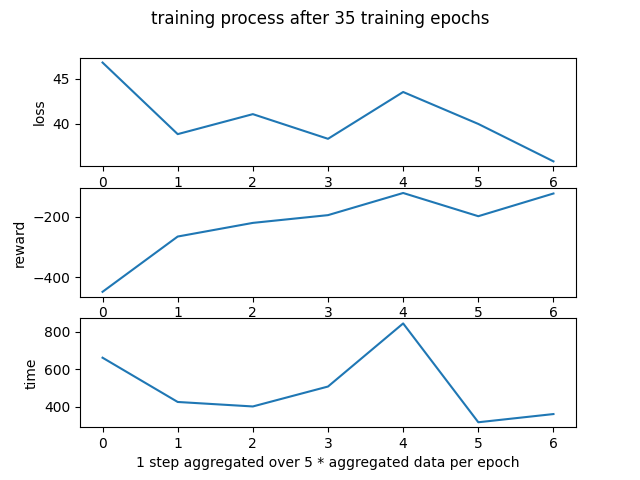 training process after 35 training epochs
45
40
loss
0 1 2 3 4 5 6
−200
−400
reward
0 1 2 3 4 5 6
800
600
400
time
0 1 2 3 4 5 6
1 step aggregated over 5 * aggregated data per epoch